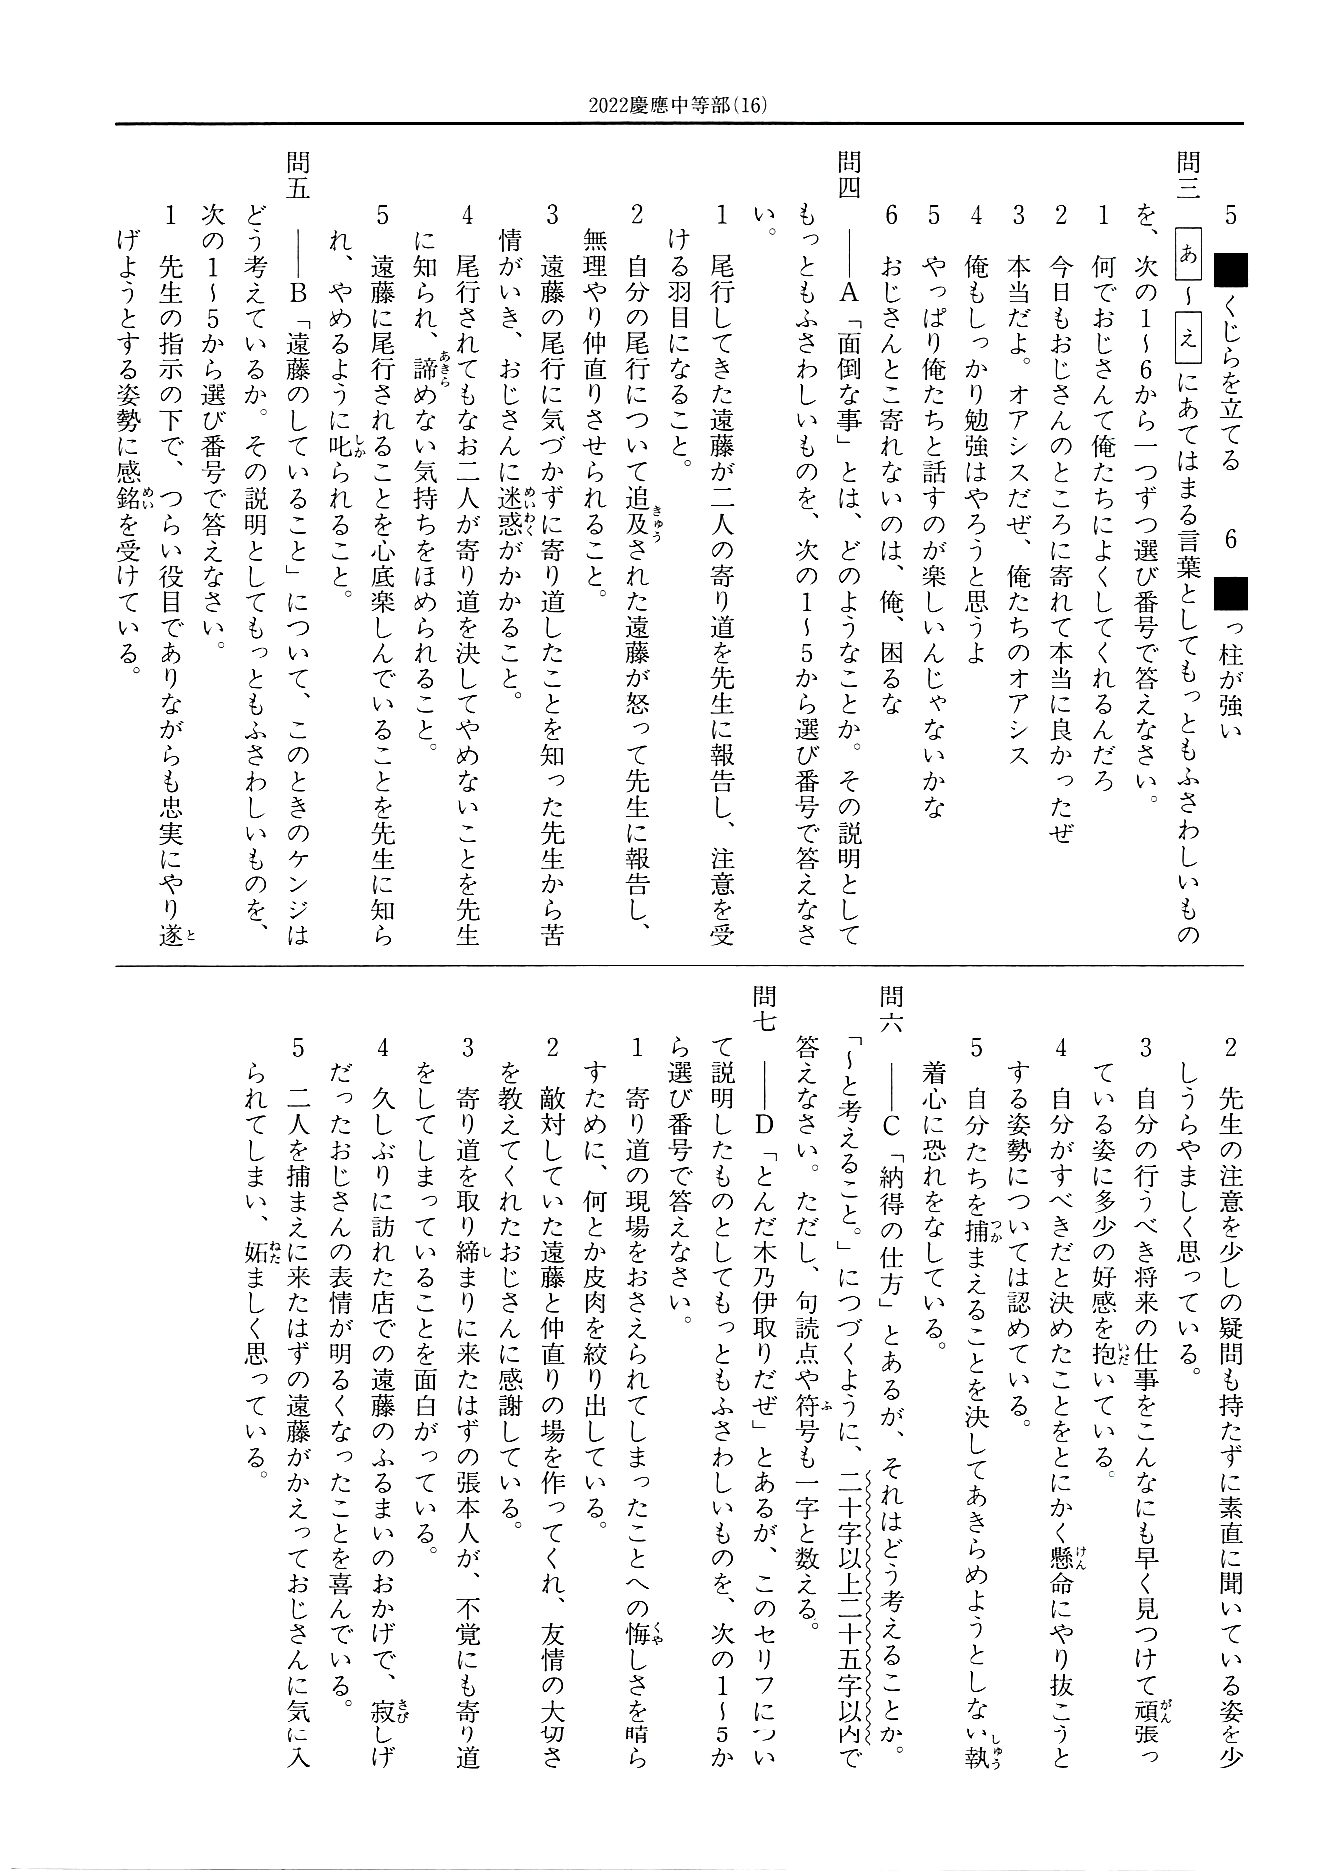 2022慶應中等部(16)
5 ■くじらを立てる 6 ■っ柱が強い
問三 あ〜えにあてはまる言葉としてもっともふさわしいもの
を、次の1〜6から一つずつ選び番号で答えなさい。
1 何でおじさんて俺たちによくしてくれるんだろ
2 今日もおじさんのところに寄れて本当に良かったぜ
3 本当だよ。オアシスだぜ、俺たちのオアシス
4 俺もしっかり勉強はやろうと思うよ
5 やっぱり俺たちと話すのが楽しいんじゃないかな
6 おじさんとこ寄れないのは、俺、困るな
問四 ――A「面倒な事」とは、どのようなことか。その説明として
もっともふさわしいものを、次の1〜5から選び番号で答えなさ
い。
1 尾行してきた遠藤が二人の寄り道を先生に報告し、注意を受
ける羽目になること。
2 自分の尾行について追及された遠藤が怒って先生に報告し、
無理やり仲直りさせられること。
3 遠藤の尾行に気づかずに寄り道したことを知った先生から苦
情がいき、おじさんに迷惑がかかること。
4 尾行されてもなお二人が寄り道を決してやめないことを先生
に知られ、諦めない気持ちをほめられること。
5 遠藤に尾行されることを心底楽しんでいることを先生に知ら
れ、やめるように叱られること。
問五 ――B「遠藤のしていること」について、このときのケンジは
どう考えているか。その説明としてもっともふさわしいものを、
次の1〜5から選び番号で答えなさい。
1 先生の指示の下で、つらい役目でありながらも忠実にやり遂
げようとする姿勢に感銘を受けている。
2 先生の注意を少しの疑問も持たずに素直に聞いている姿を少
しうらやましく思っている。
3 自分の行うべき将来の仕事をこんなにも早く見つけて頑張っ
ている姿に多少の好感を抱いている。
4 自分がすべきだと決めたことをとにかく懸命にやり抜こうと
する姿勢については認めている。
5 自分たちを捕まえることを決してあきらめようとしない執
着心に恐れをなしている。
問六 ――C「納得の仕方」とあるが、それはどう考えることか。
「〜と考えること。」につづくように、二十字以上二十五字以内で
答えなさい。ただし、句読点や符号も一字と数える。
問七 ――D「とんだ木乃伊取りだぜ」とあるが、このセリフについ
て説明したものとしてもっともふさわしいものを、次の1〜5か
ら選び番号で答えなさい。
1 寄り道の現場をおさえられてしまったことへの悔しさを晴ら
すために、何とか皮肉を絞り出している。
2 敵対していた遠藤と仲直りの場を作ってくれ、友情の大切さ
を教えてくれたおじさんに感謝している。
3 寄り道を取り締まりに来たはずの張本人が、不覚にも寄り道
をしてしまっていることを面白がっている。
4 久しぶりに訪れた店での遠藤のふるまいのおかげで、寂しげ
だったおじさんの表情が明るくなったことを喜んでいる。
5 二人を捕まえに来たはずの遠藤がかえっておじさんに気に入
られてしまい、妬ましく思っている。